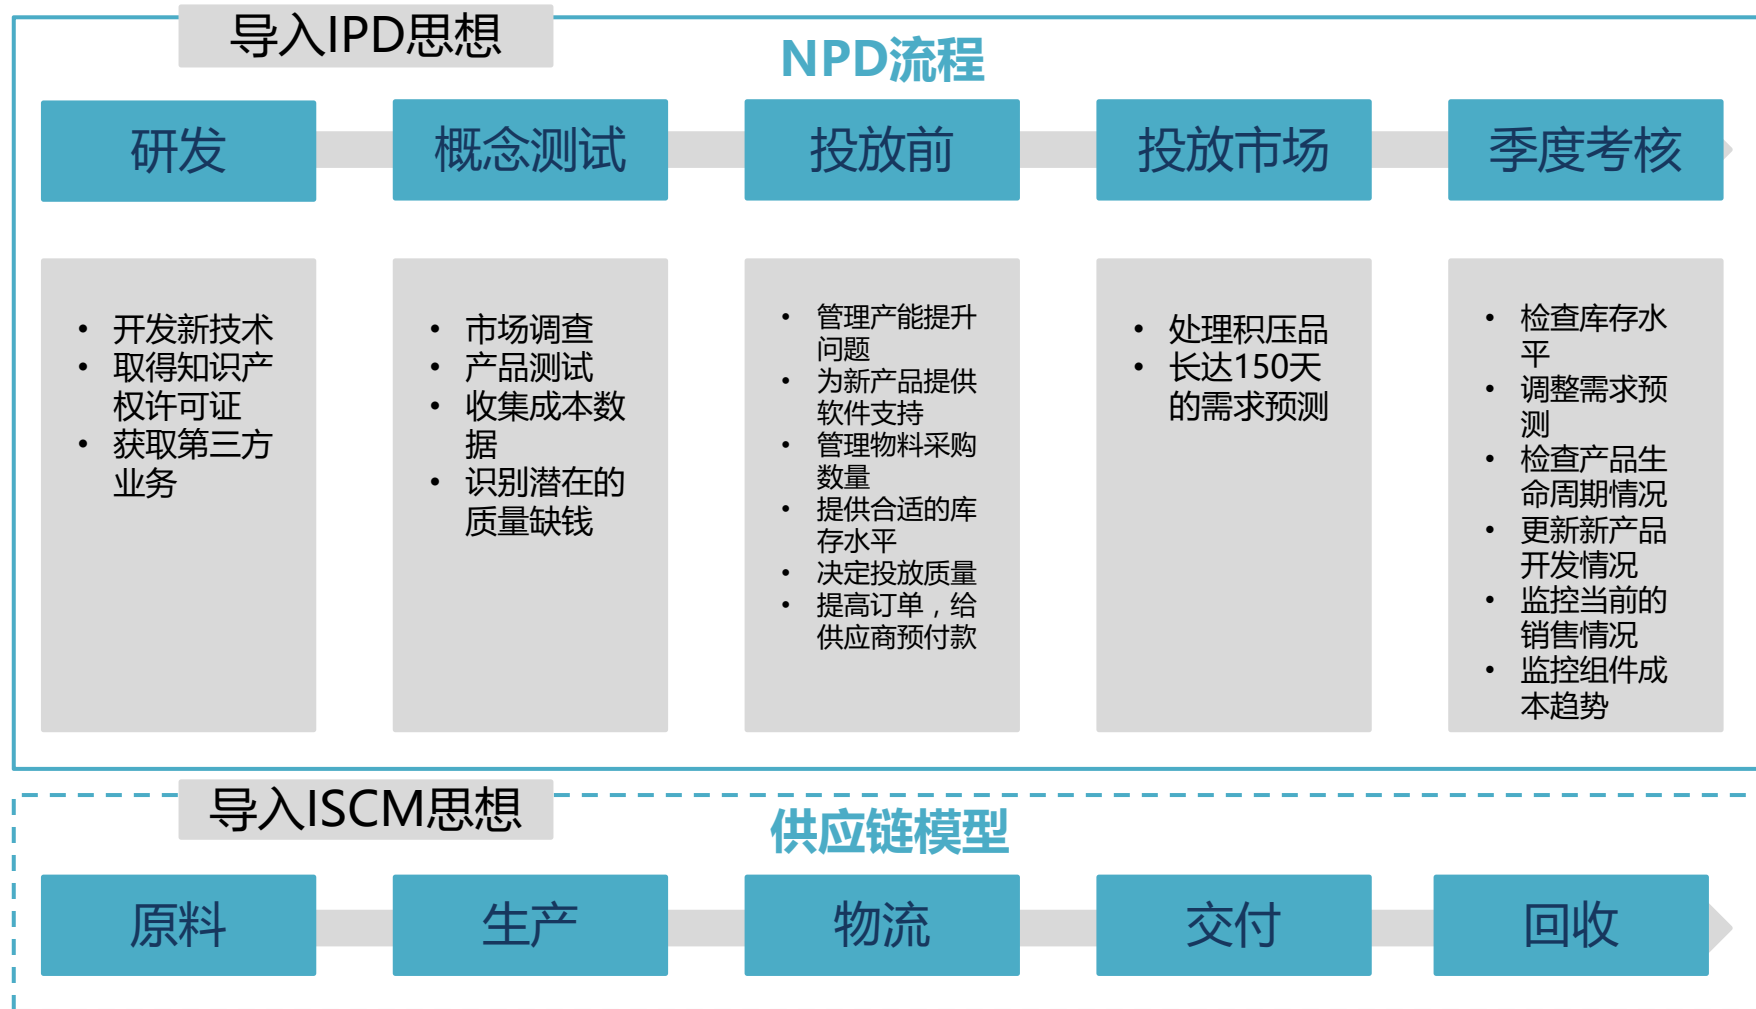 导入IPD思想
NPD流程
研发
概念测试
投放前
投放市场
季度考核
• 开发新技术
• 取得知识产
权许可证
• 获取第三方
业务
• 市场调查
• 产品测试
• 收集成本数
据
• 识别潜在的
质量缺钱
• 管理产能提升
问题
• 为新产品提供
软件支持
• 管理物料采购
数量
• 提供合适的库
存水平
• 决定投放质量
• 提高订单，给
供应商预付款
• 处理积压品
• 长达150天
的需求预测
• 检查库存水
平
• 调整需求预
测
• 检查产品生
命周期情况
• 更新新产品
开发情况
• 监控当前的
销售情况
• 监控组件成
本趋势
导入ISCM思想
供应链模型
原料
生产
物流
交付
回收